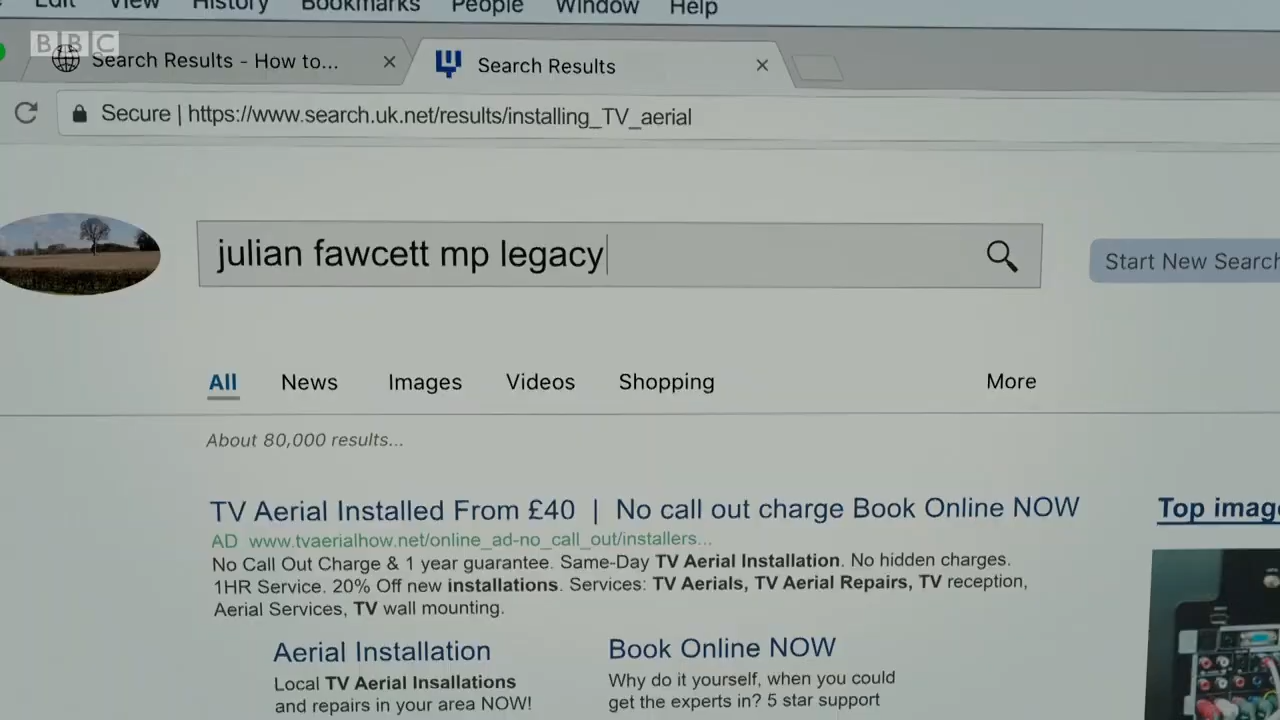 Edit View History Bookmarks People Window Help
BBC
Search Results - How to...
Search Results
Secure | https://www.search.uk.net/results/installing_TV_aerial
julian fawcett mp legacy
Start New Search
All News Images Videos Shopping More
About 80,000 results...
TV Aerial Installed From £40 | No call out charge Book Online NOW
AD www.tvaerialhow.net/online_ad-no_call_out/installers...
No Call Out Charge & 1 year guarantee. Same-Day TV Aerial Installation. No hidden charges.
1HR Service. 20% Off new installations. Services: TV Aerials, TV Aerial Repairs, TV reception,
Aerial Services, TV wall mounting.
Top imag
Aerial Installation
Local TV Aerial Insallations
and repairs in your area NOW!
Book Online NOW
Why do it yourself, when you could
get the experts in? 5 star support